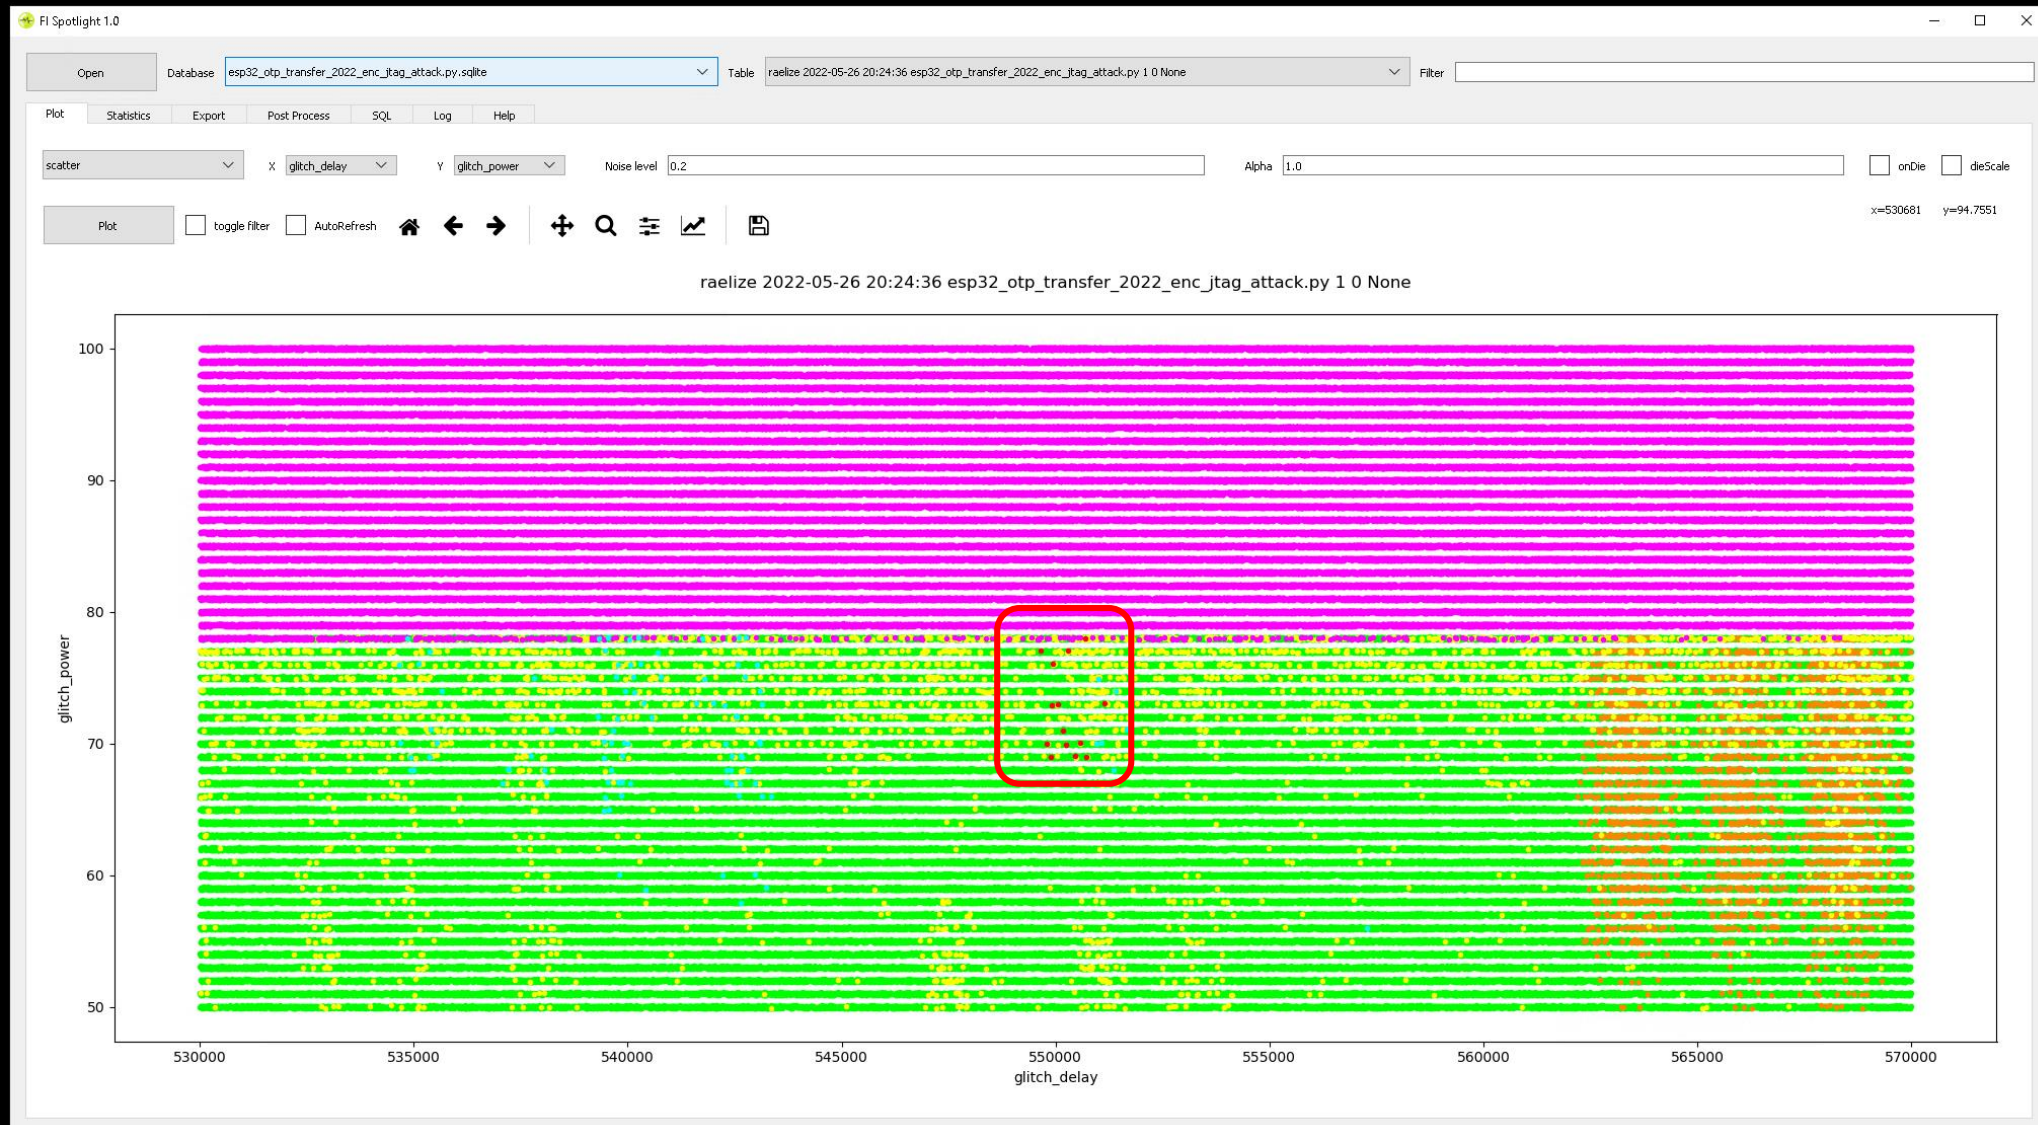 FI Spotlight 1.0
Open Database esp32_otp_transfer_2022_enc_jtag_attack.py.sqlite Table raelize 2022-05-26 20:24:36 esp32_otp_transfer_2022_enc_jtag_attack.py 1 0 None Filter
Plot Statistics Export Post Process SQL Log Help
scatter X glitch_delay Y glitch_power Noise level 0.2 Alpha 1.0 onDie dieScale
Plot toggle filter AutoRefresh x=530681 y=94.7551
raelize 2022-05-26 20:24:36 esp32_otp_transfer_2022_enc_jtag_attack.py 1 0 None
100
90
80
70
60
50
glitch_power
530000 535000 540000 545000 550000 555000 560000 565000 570000
glitch_delay